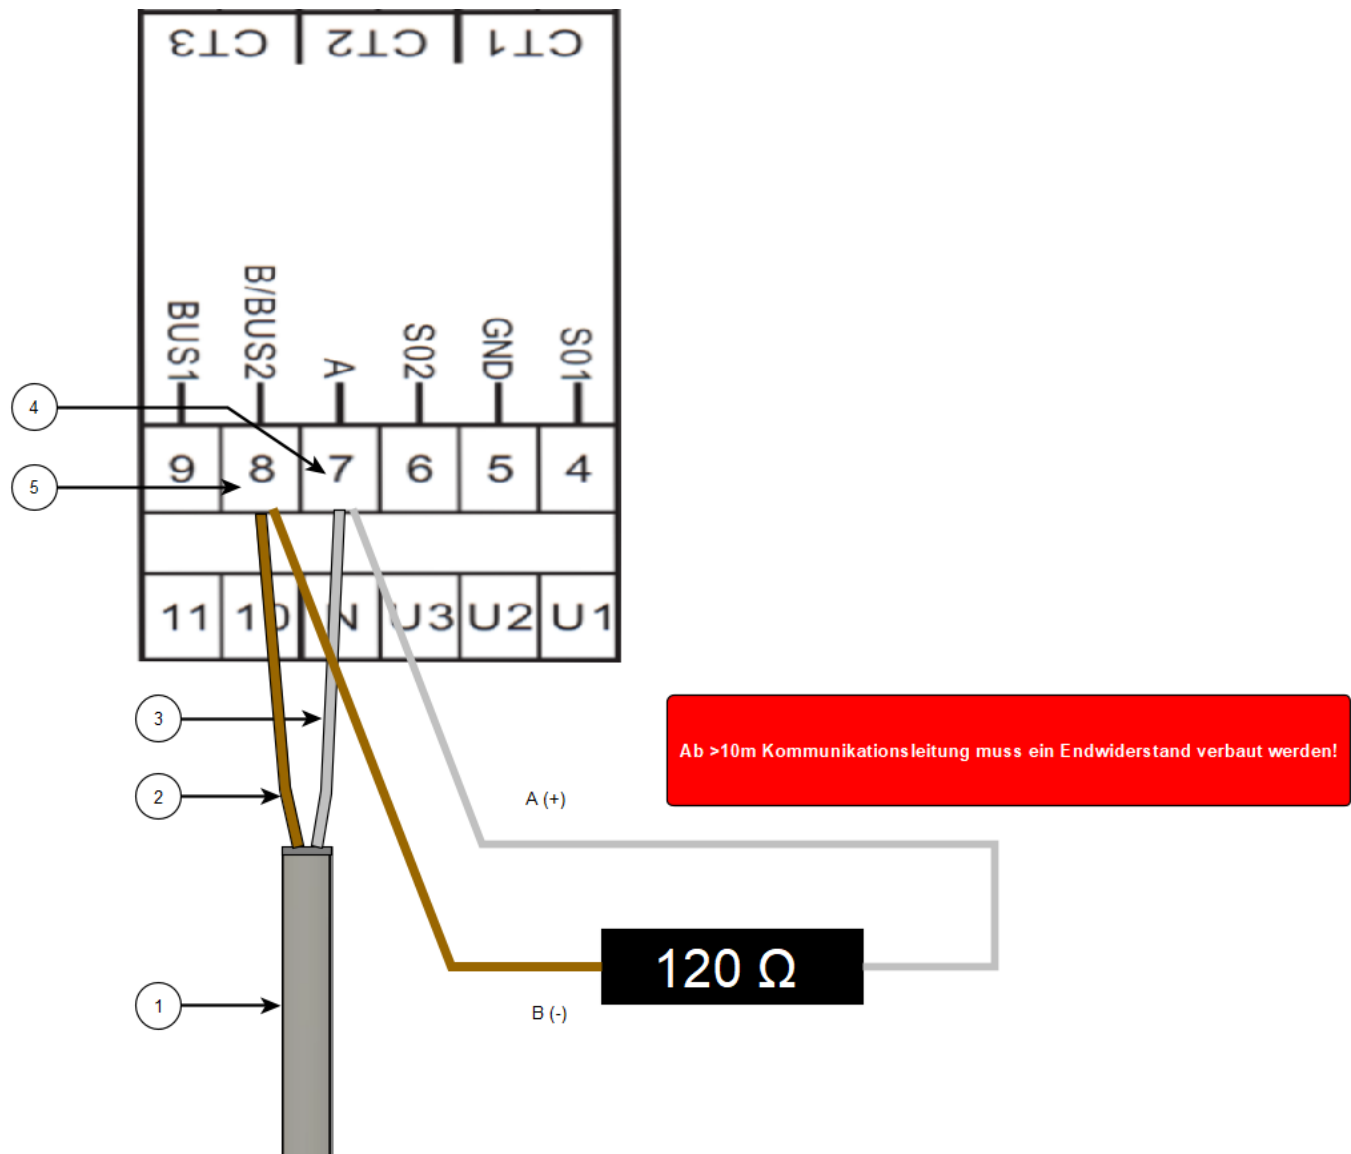 CT3 CT2 CT1
BUS1 B/BUS2 A S02 GND S01
4
9 8 7 6 5 4
5
11 10 N U3 U2 U1
3
Ab >10m Kommunikationsleitung muss ein Endwiderstand verbaut werden!
2
A (+)
120 Ω
1
B (-)